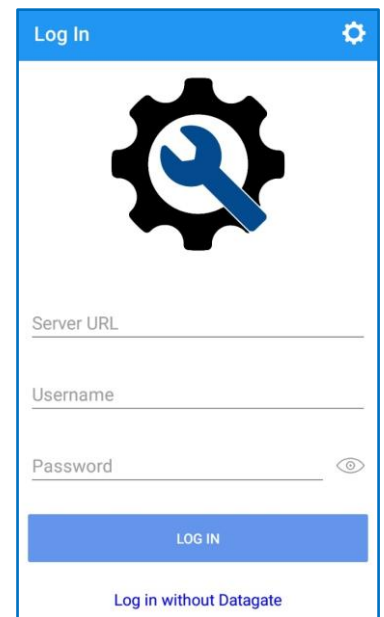 Log In
Server URL
Username
Password
LOG IN
Log in without Datagate